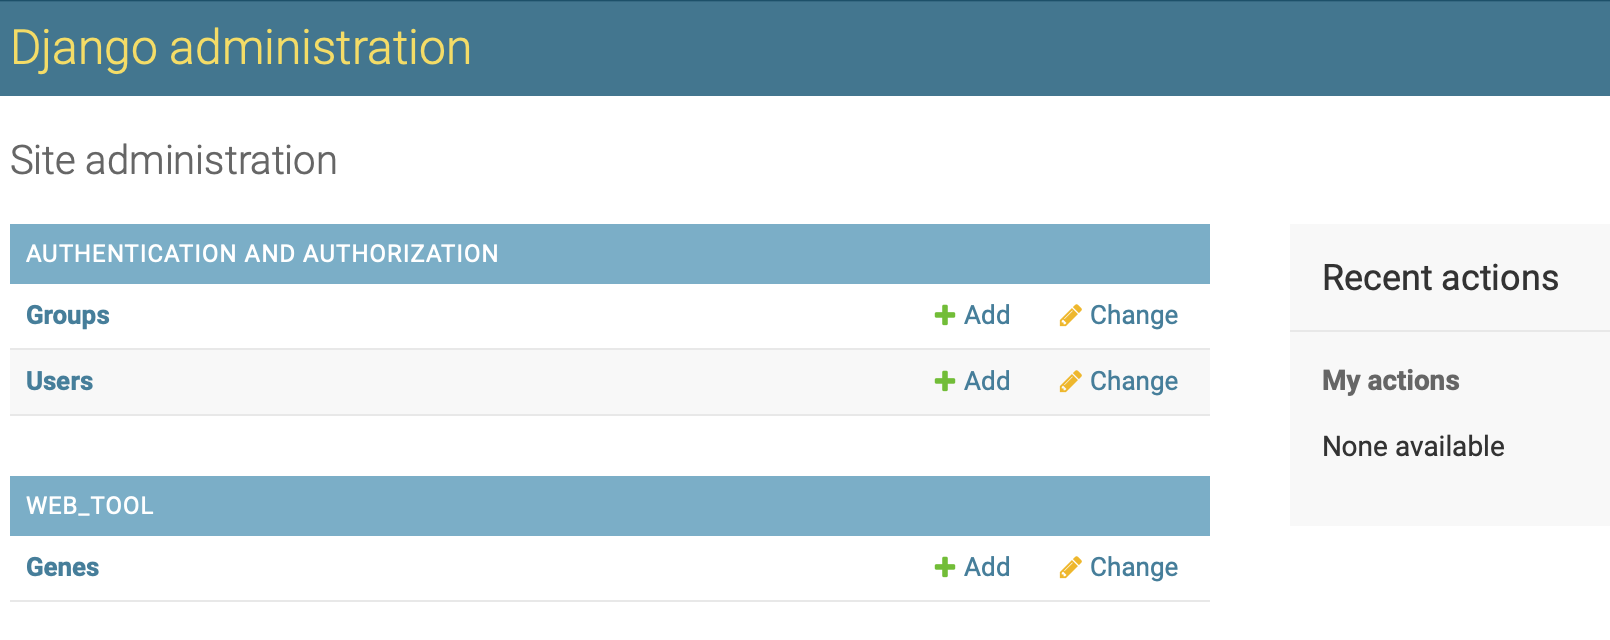 Django administration
Site administration
AUTHENTICATION AND AUTHORIZATION
Groups Add Change
Users Add Change
WEB_TOOL
Genes Add Change
Recent actions
My actions
None available